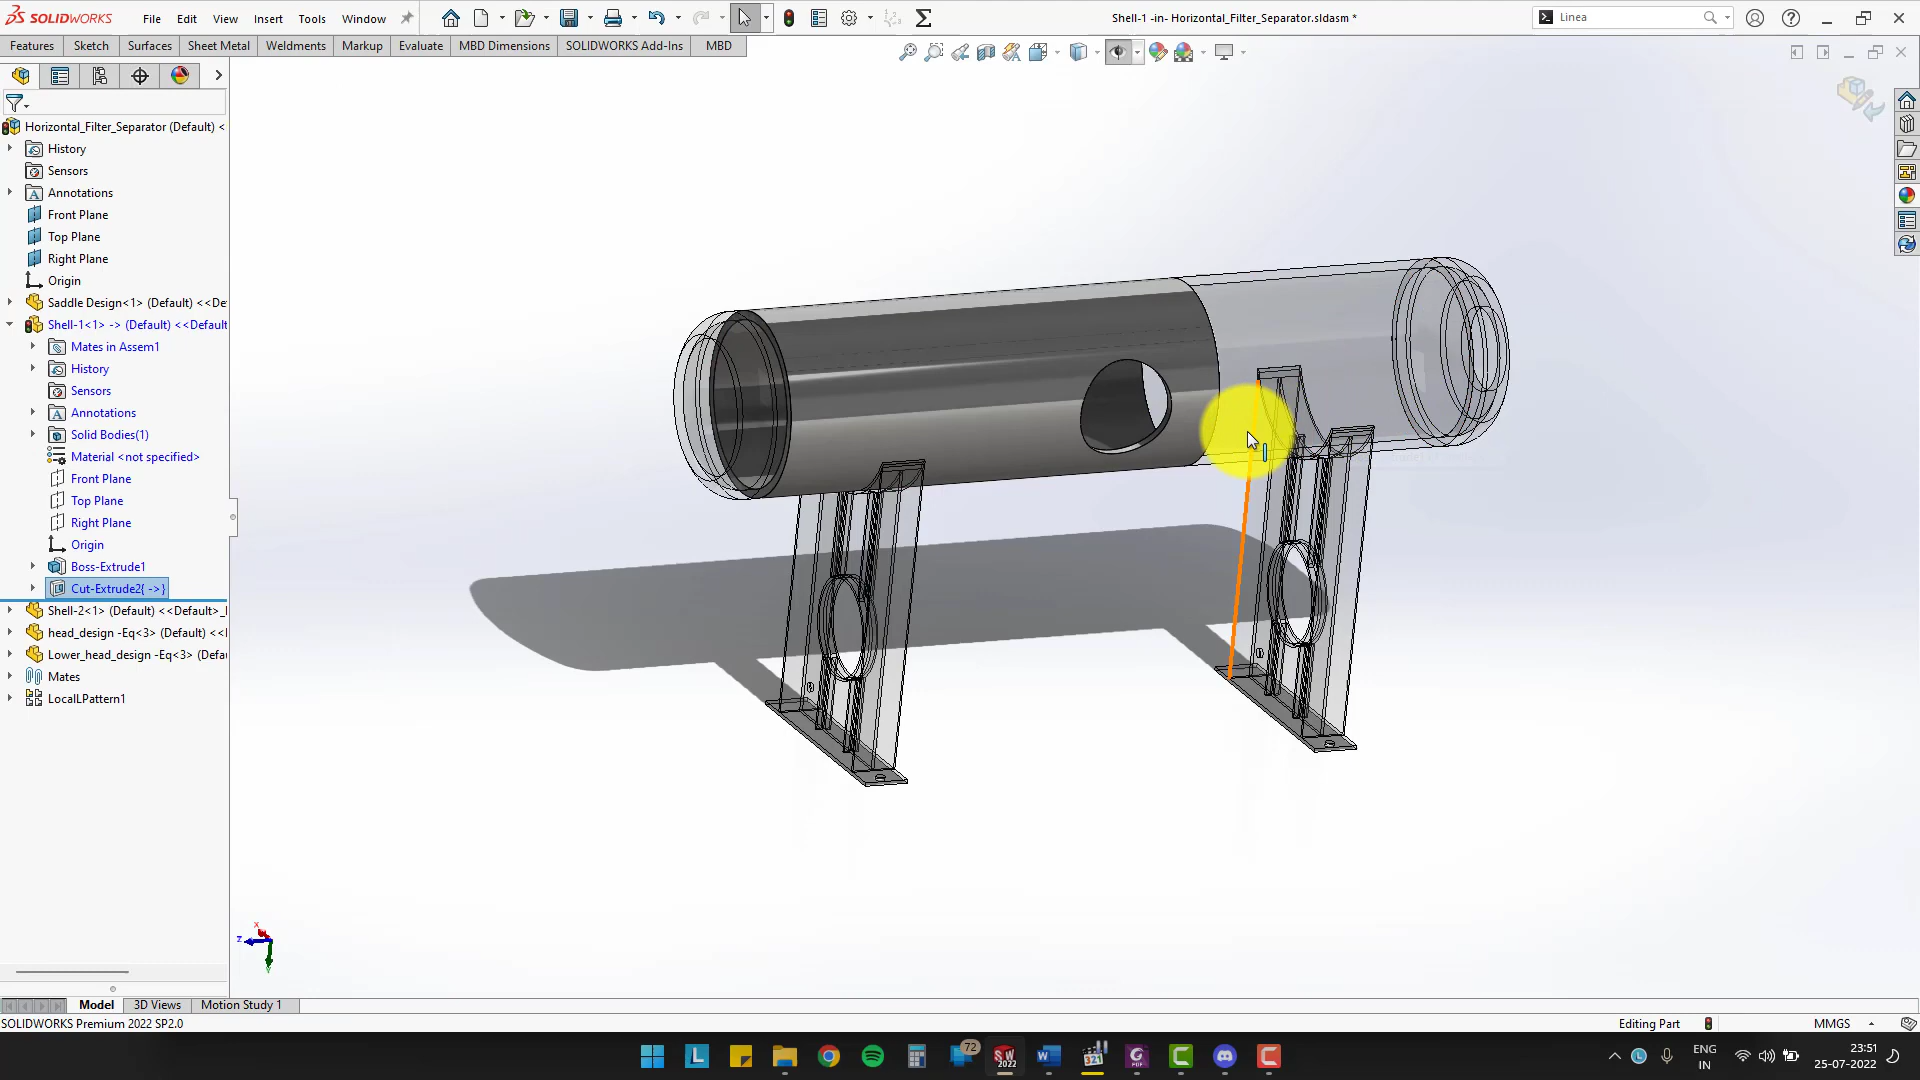 SOLIDWORKS File Edit View Insert Tools Window Shell-1 -in- Horizontal_Filter_Separator.sldasm * Linea
Features Sketch Surfaces Sheet Metal Weldments Markup Evaluate MBD Dimensions SOLIDWORKS Add-Ins MBD
Horizontal_Filter_Separator (Default) <
History
Sensors
Annotations
Front Plane
Top Plane
Right Plane
Origin
Saddle Design<1> (Default) <<De
Shell-1<1> -> (Default) <<Default
Mates in Assem1
History
Sensors
Annotations
Solid Bodies(1)
Material <not specified>
Front Plane
Top Plane
Right Plane
Origin
Boss-Extrude1
Cut-Extrude2{ ->}
Shell-2<1> (Default) <<Default>_
head_design -Eq<3> (Default) <<
Lower_head_design -Eq<3> (Defa
Mates
LocalLPattern1
X
Z
Y
Model 3D Views Motion Study 1
SOLIDWORKS Premium 2022 SP2.0 Editing Part MMGS
L 72 SW 2022 321 PDF C C ENG 23:51
IN 25-07-2022